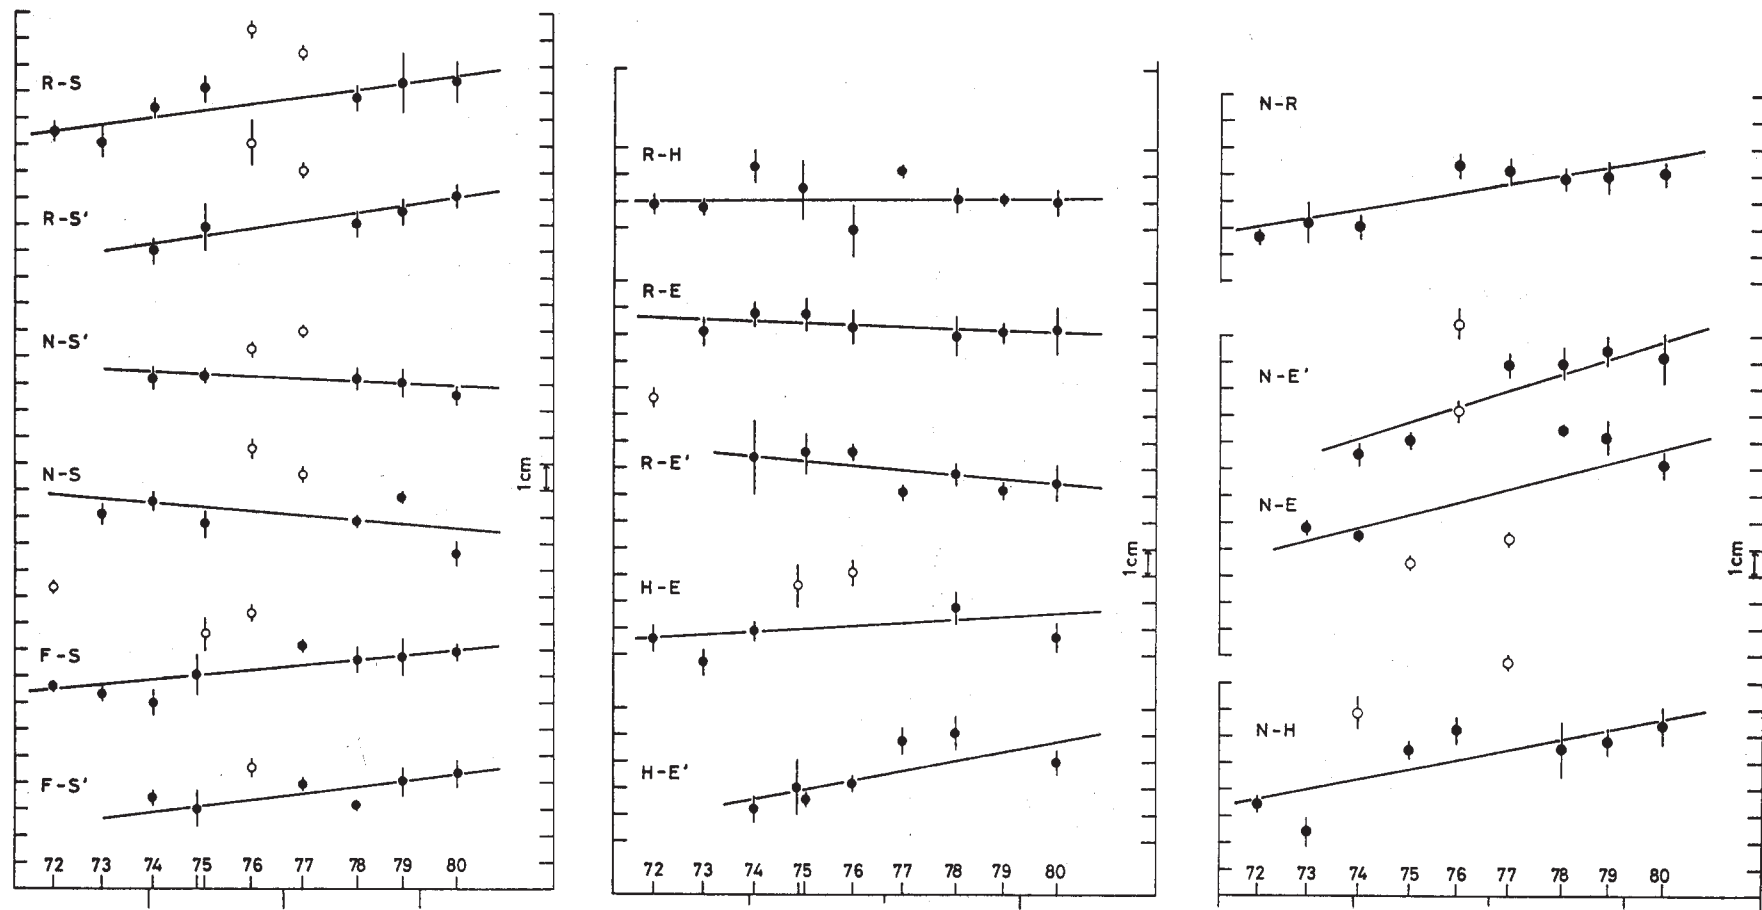 R-S
R-S'
N-S'
N-S
1cm
F-S
F-S'
72 73 74 75 76 77 78 79 80
R-H
R-E
R-E'
H-E
1cm
H-E'
72 73 74 75 76 77 78 79 80
N-R
N-E'
N-E
1cm
N-H
72 73 74 75 76 77 78 79 80